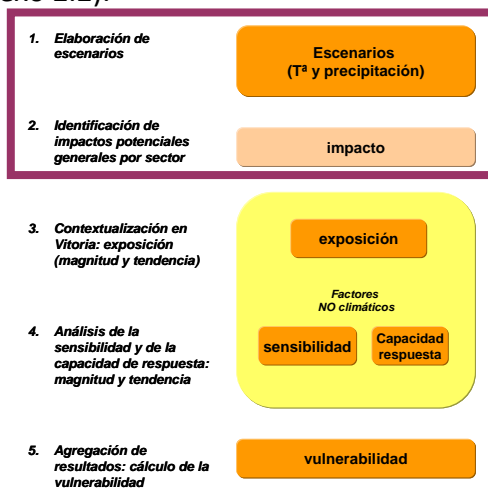 1. Elaboración de
escenarios
Escenarios
(Tª y precipitación)
2. Identificación de
impactos potenciales
generales por sector
impacto
3. Contextualización en
Vitoria: exposición
(magnitud y tendencia)
exposición
Factores
NO climáticos
4. Análisis de la
sensibilidad y de la
capacidad de respuesta:
magnitud y tendencia
sensibilidad
Capacidad
respuesta
5. Agregación de
resultados: cálculo de la
vulnerabilidad
vulnerabilidad